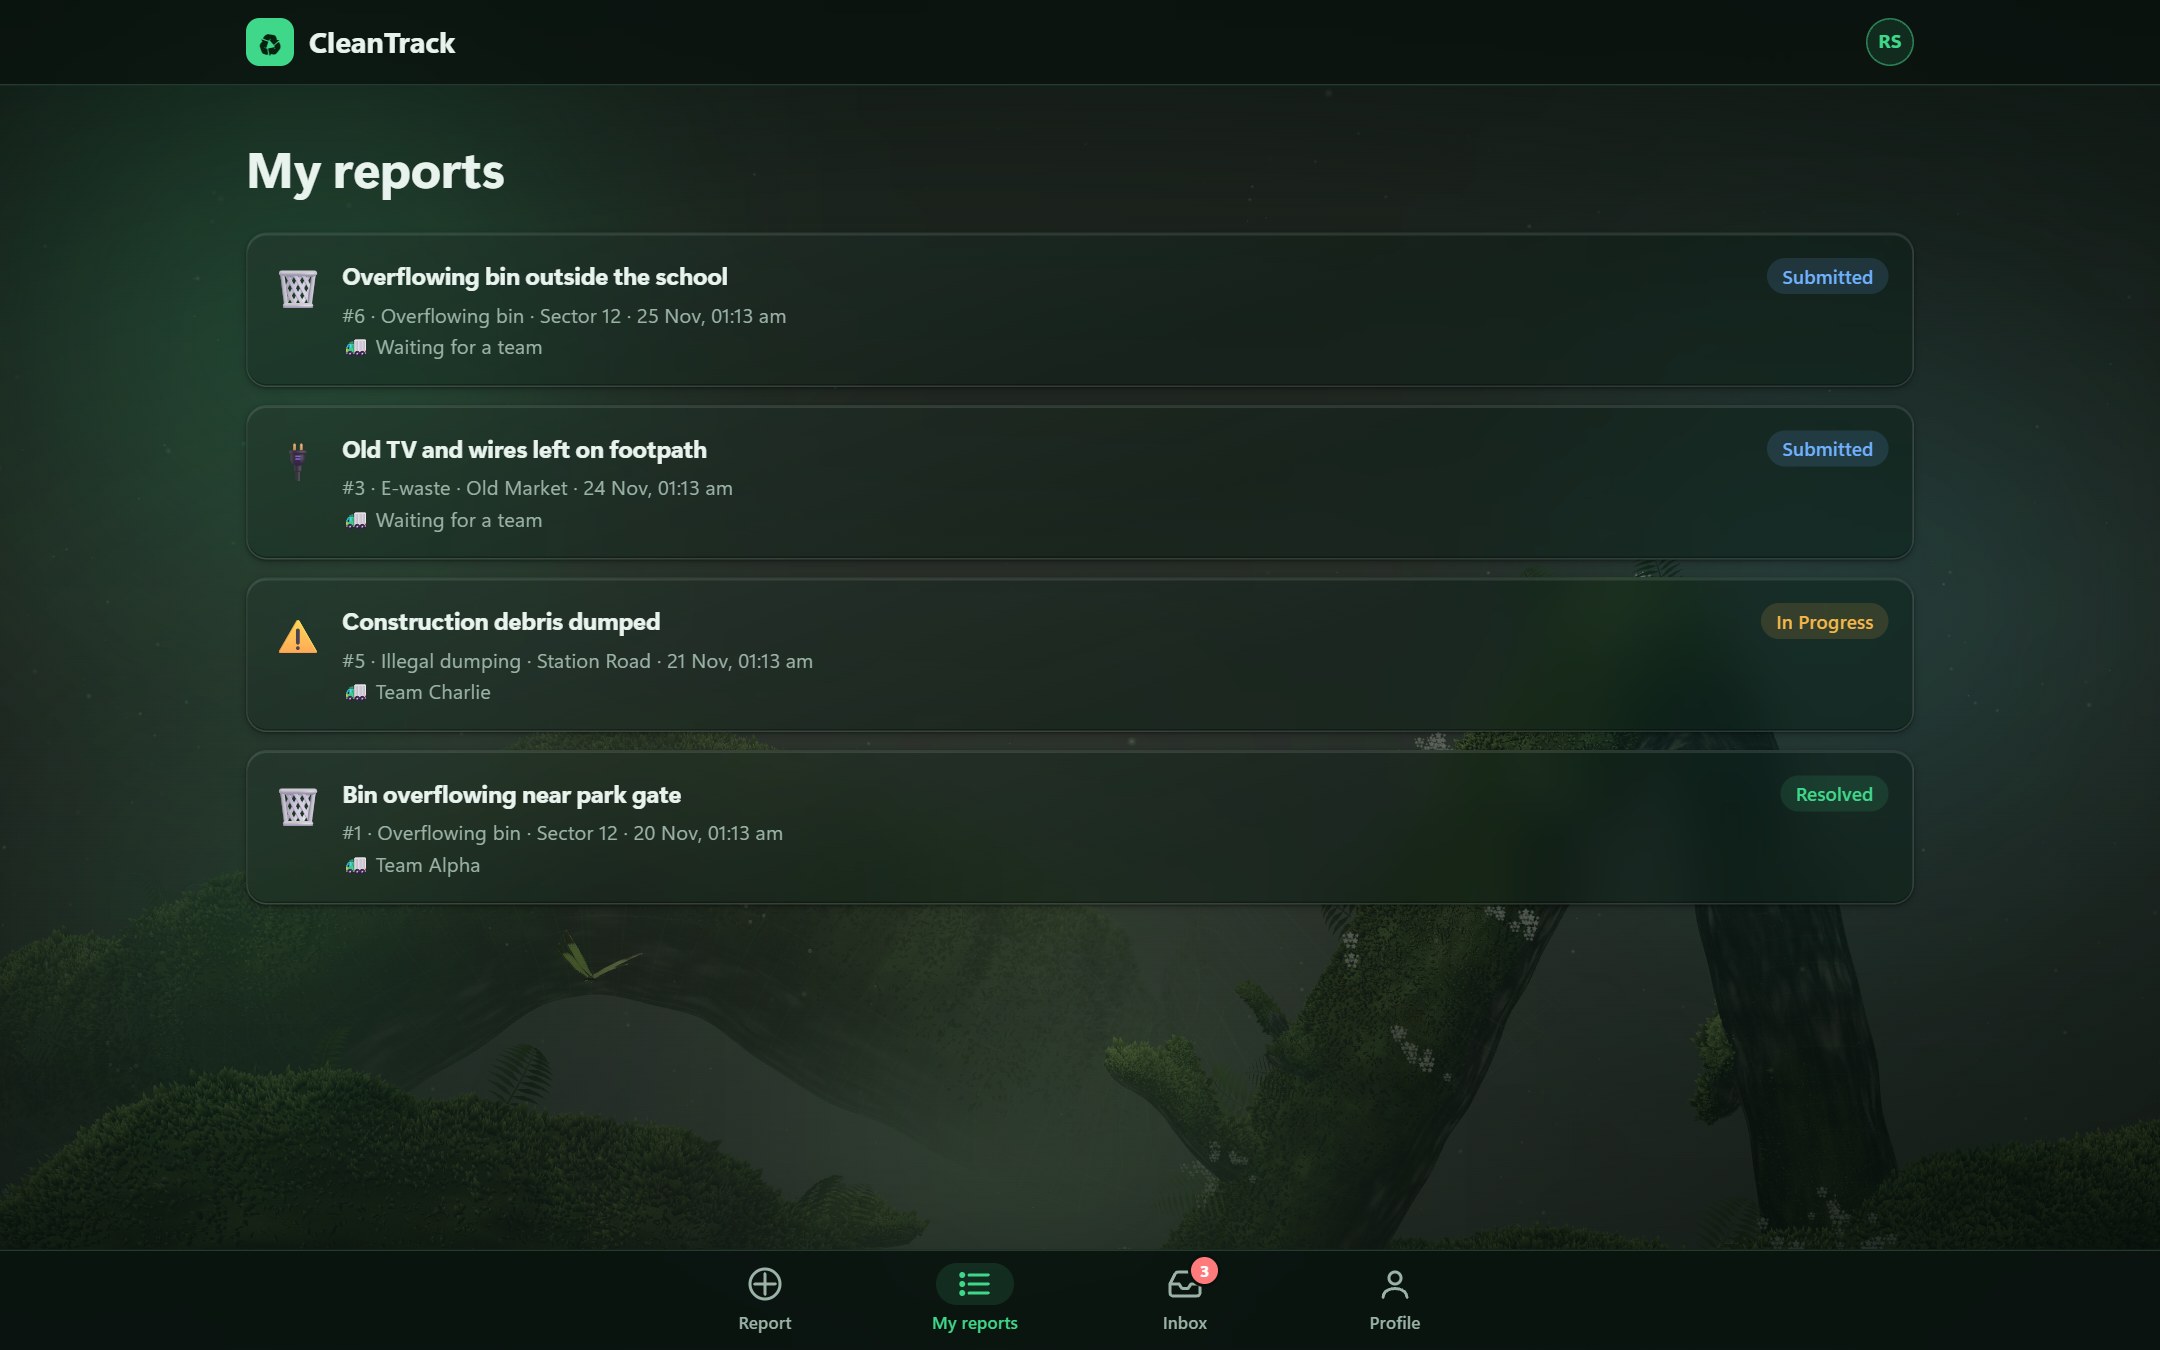 CleanTrack
RS
My reports
Overflowing bin outside the school
Submitted
#6 · Overflowing bin · Sector 12 · 25 Nov, 01:13 am
Waiting for a team
Old TV and wires left on footpath
Submitted
#3 · E-waste · Old Market · 24 Nov, 01:13 am
Waiting for a team
Construction debris dumped
In Progress
#5 · Illegal dumping · Station Road · 21 Nov, 01:13 am
Team Charlie
Bin overflowing near park gate
Resolved
#1 · Overflowing bin · Sector 12 · 20 Nov, 01:13 am
Team Alpha
3
Report
My reports
Inbox
Profile